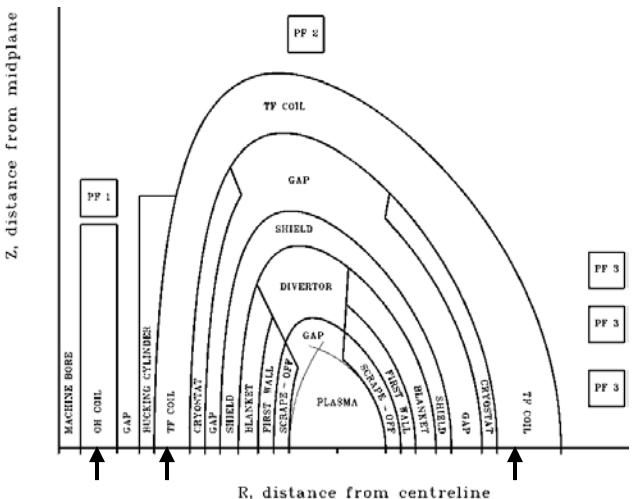 PF 2
TF COIL
GAP
PF 1
SHIELD
PF 3
DIVERTOR
PF 3
GAP
PF 3
PLASMA
MACHINE BORE
OH COIL
GAP
BUCKING CYLINDER
TF COIL
CRYOSTAT
GAP
SHIELD
BLANKET
FIRST WALL
SCRAPE-OFF
SCRAPE-OFF
FIRST WALL
BLANKET
SHIELD
GAP
CRYOSTAT
TF COIL
Z, distance from midplane
R, distance from centreline